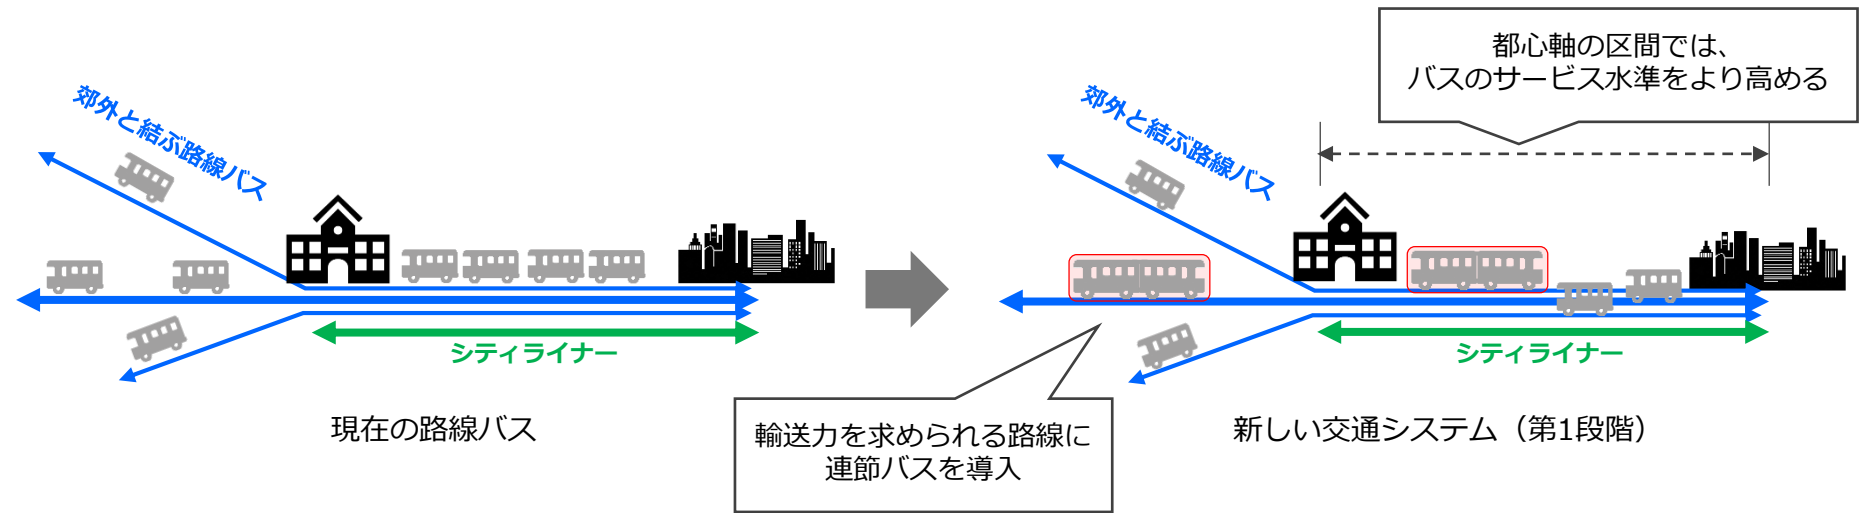 郊外と結ぶ路線バス
シティライナー
現在の路線バス
輸送力を求められる路線に
連節バスを導入
都心軸の区間では、
バスのサービス水準をより高める
郊外と結ぶ路線バス
シティライナー
新しい交通システム（第1段階）